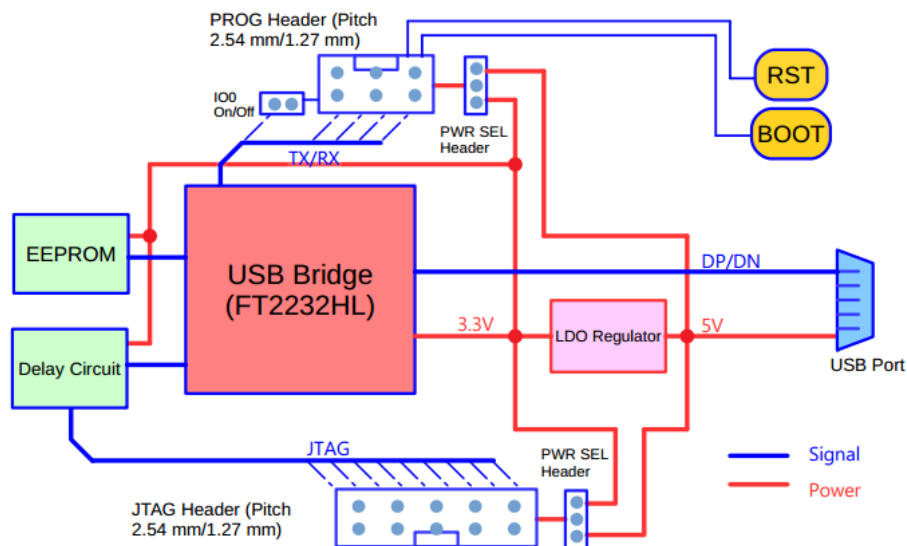 PROG Header (Pitch
2.54 mm/1.27 mm)
RST
IO0
On/Off
BOOT
PWR SEL
Header
TX/RX
EEPROM
USB Bridge
(FT2232HL)
DP/DN
3.3V
LDO Regulator
5V
Delay Circuit
USB Port
JTAG
PWR SEL
Header
Signal
Power
JTAG Header (Pitch
2.54 mm/1.27 mm)